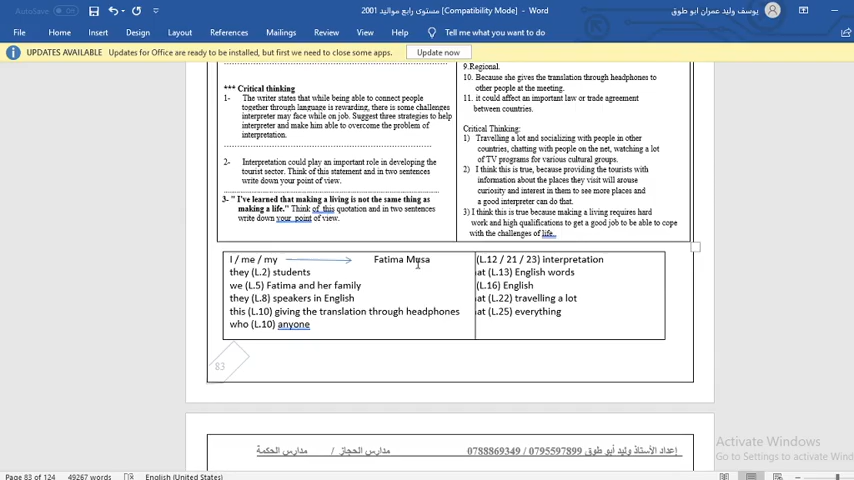 AutoSave
Off
مستوى رابع مواليد 2001 [Compatibility Mode] - Word
يوسف وليد عمران ابو طوق
File Home Insert Design Layout References Mailings Review View Help Tell me what you want to do
UPDATES AVAILABLE Updates for Office are ready to be installed, but first we need to close some apps. Update now
*** Critical thinking
1- The writer states that while being able to connect people
together through language is rewarding, there is some challenges
interpreter may face while on job. Suggest three strategies to help
interpreter and make him able to overcome the problem of
interpretation.
2- Interpretation could play an important role in developing the
tourist sector. Think of this statement and in two sentences
write down your point of view.
3- " I've learned that making a living is not the same thing as
making a life." Think of this quotation and in two sentences
write down your point of view.
9.Regional.
10. Because she gives the translation through headphones to
other people at the meeting.
11. it could affect an important law or trade agreement
between countries.
Critical Thinking:
1) Travelling a lot and socializing with people in other
countries, chatting with people on the net, watching a lot
of TV programs for various cultural groups.
2) I think this is true, because providing the tourists with
information about the places they visit will arouse
curiosity and interest in them to see more places and
a good interpreter can do that.
3) I think this is true because making a living requires hard
work and high qualifications to get a good job to be able to cope
with the challenges of life..
I / me / my Fatima Musa
they (L.2) students
we (L.5) Fatima and her family
they (L.8) speakers in English
this (L.10) giving the translation through headphones
who (L.10) anyone
(L.12 / 21 / 23) interpretation
at (L.13) English words
(L.16) English
at (L.22) travelling a lot
at (L.25) everything
83
إعداد الأستاذ وليد أبو طوق 0795597899 / 0788869349 مدارس الحجاز / مدارس الحكمة
Activate Windows
Go to Settings to activate Wind
Page 83 of 124 49267 words English (United States)